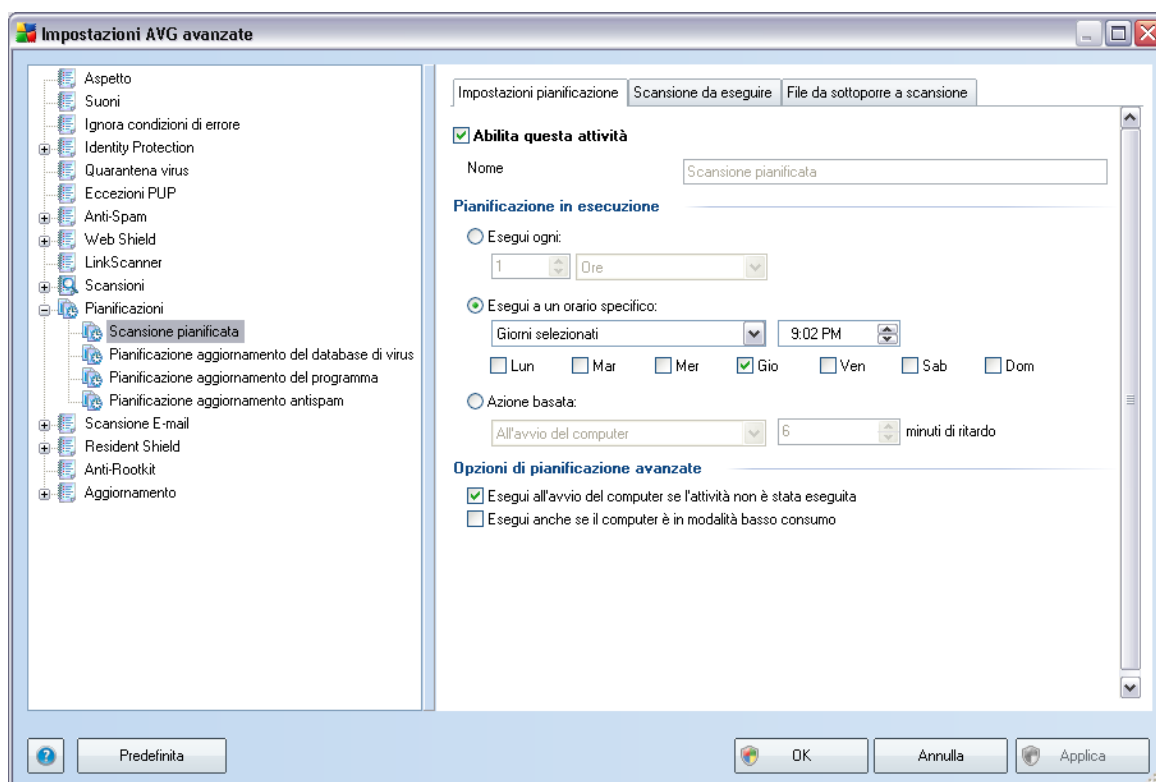 Impostazioni AVG avanzate
Aspetto
Suoni
Ignora condizioni di errore
Identity Protection
Quarantena virus
Eccezioni PUP
Anti-Spam
Web Shield
LinkScanner
Scansioni
Pianificazioni
Scansione pianificata
Pianificazione aggiornamento del database di virus
Pianificazione aggiornamento del programma
Pianificazione aggiornamento antispam
Scansione E-mail
Resident Shield
Anti-Rootkit
Aggiornamento
Impostazioni pianificazione Scansione da eseguire File da sottoporre a scansione
Abilita questa attività
Nome Scansione pianificata
Pianificazione in esecuzione
Esegui ogni:
1 Ore
Esegui a un orario specifico:
Giorni selezionati 9:02 PM
Lun Mar Mer Gio Ven Sab Dom
Azione basata:
All'avvio del computer 6 minuti di ritardo
Opzioni di pianificazione avanzate
Esegui all'avvio del computer se l'attività non è stata eseguita
Esegui anche se il computer è in modalità basso consumo
? Predefinita OK Annulla Applica